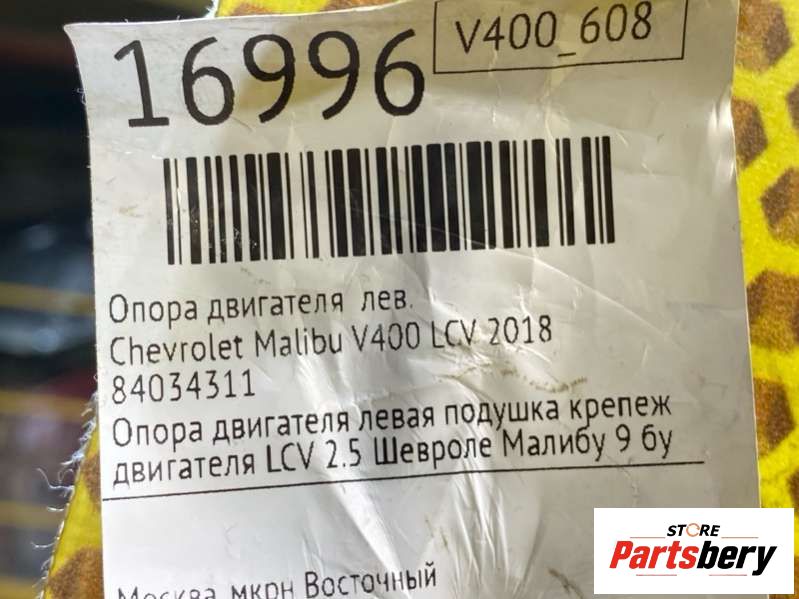 16996
V400_608
Опора двигателя лев.
Chevrolet Malibu V400 LCV 2018
84034311
Опора двигателя левая подушка крепеж
двигателя LCV 2.5 Шевроле Малибу 9 бу
Москва, мкрн Восточный
STORE
Partsbery